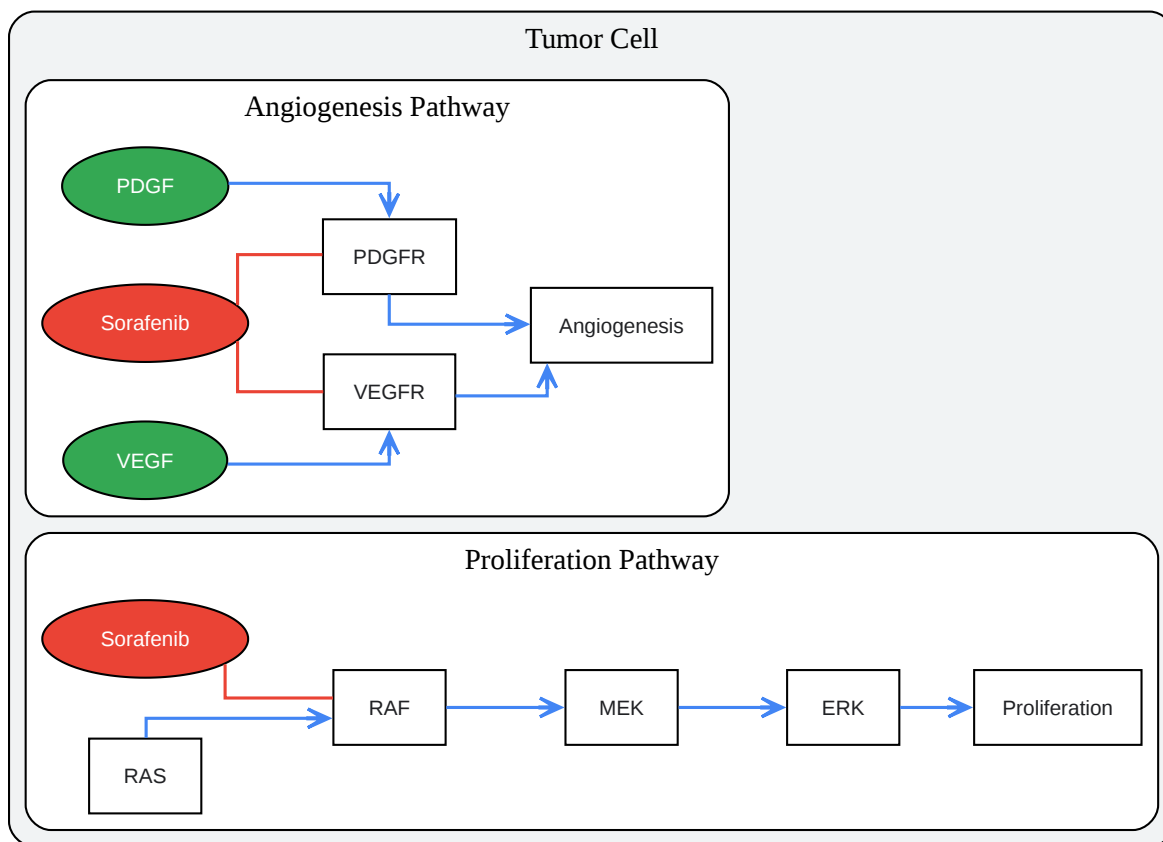 Tumor Cell
Angiogenesis Pathway
PDGF
PDGFR
Sorafenib
Angiogenesis
VEGFR
VEGF
Proliferation Pathway
Sorafenib
RAF
MEK
ERK
Proliferation
RAS